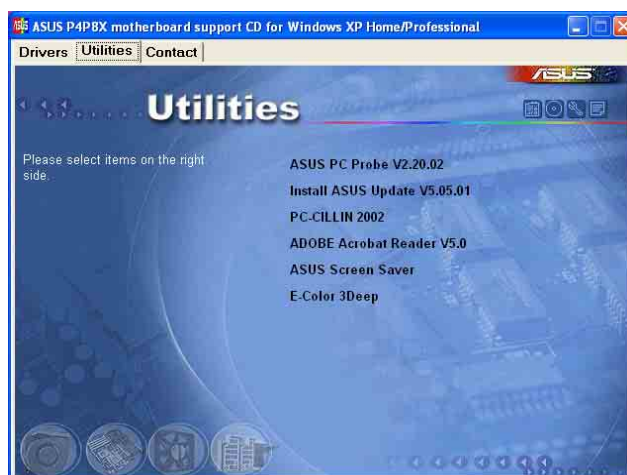 ASUS P4P8X motherboard support CD for Windows XP Home/Professional
Drivers Utilities Contact
ASUS
Utilities
Please select items on the right
side.
ASUS PC Probe V2.20.02
Install ASUS Update V5.05.01
PC-CILLIN 2002
ADOBE Acrobat Reader V5.0
ASUS Screen Saver
E-Color 3Deep